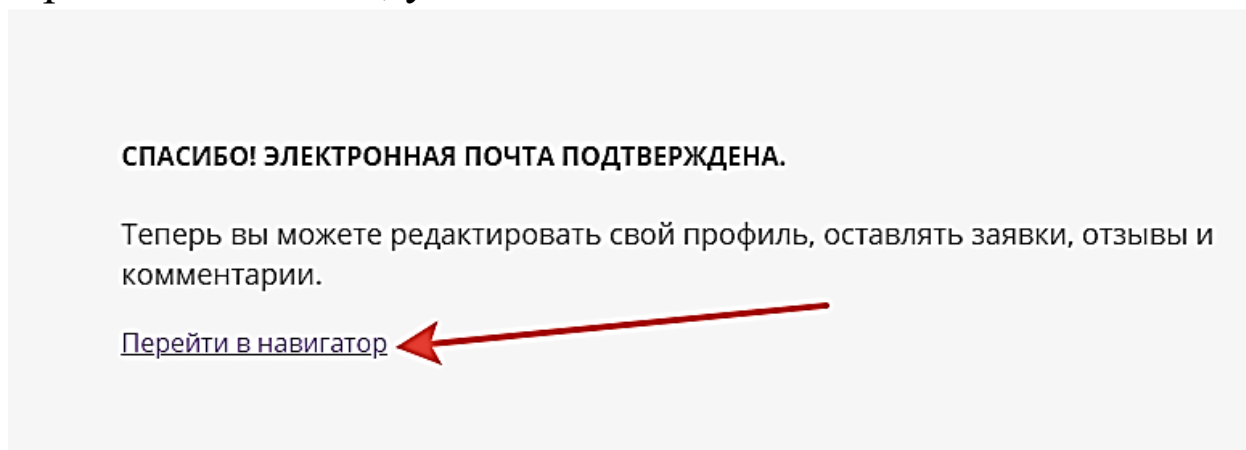 СПАСИБО! ЭЛЕКТРОННАЯ ПОЧТА ПОДТВЕРЖДЕНА.
Теперь вы можете редактировать свой профиль, оставлять заявки, отзывы и
комментарии.
Перейти в навигатор